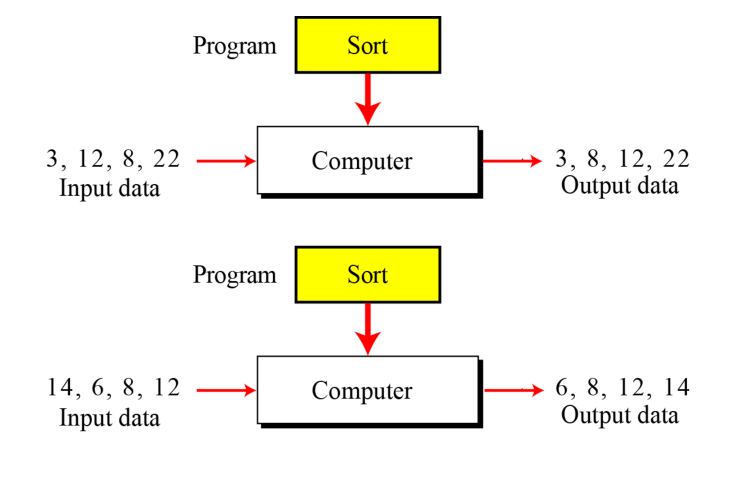 Program Sort
3, 12, 8, 22 Computer 3, 8, 12, 22
Input data Output data
Program Sort
14, 6, 8, 12 Computer 6, 8, 12, 14
Input data Output data